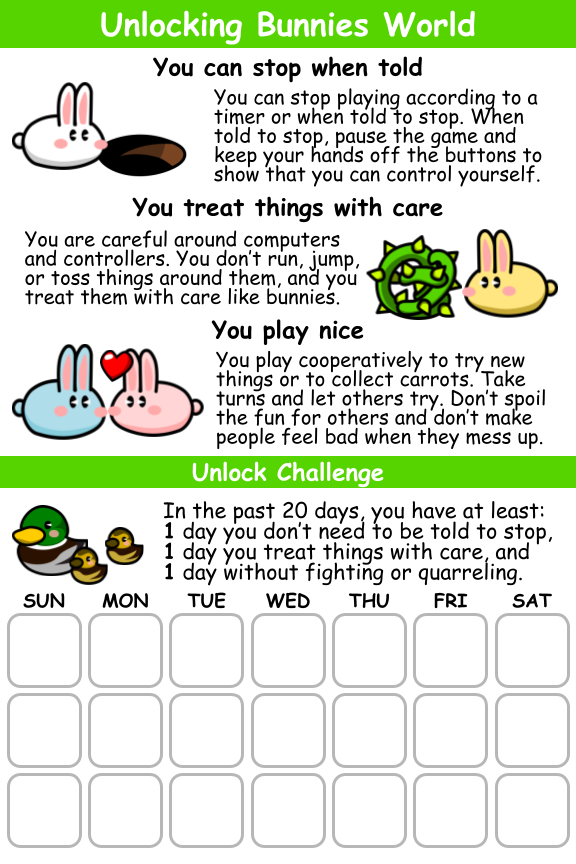 Unlocking Bunnies World
You can stop when told
You can stop playing according to a
timer or when told to stop. When
told to stop, pause the game and
keep your hands off the buttons to
show that you can control yourself.
You treat things with care
You are careful around computers
and controllers. You don't run, jump,
or toss things around them, and you
treat them with care like bunnies.
You play nice
You play cooperatively to try new
things or to collect carrots. Take
turns and let others try. Don't spoil
the fun for others and don't make
people feel bad when they mess up.
Unlock Challenge
In the past 20 days, you have at least:
1 day you don't need to be told to stop,
1 day you treat things with care, and
1 day without fighting or quarreling.
SUN MON TUE WED THU FRI SAT